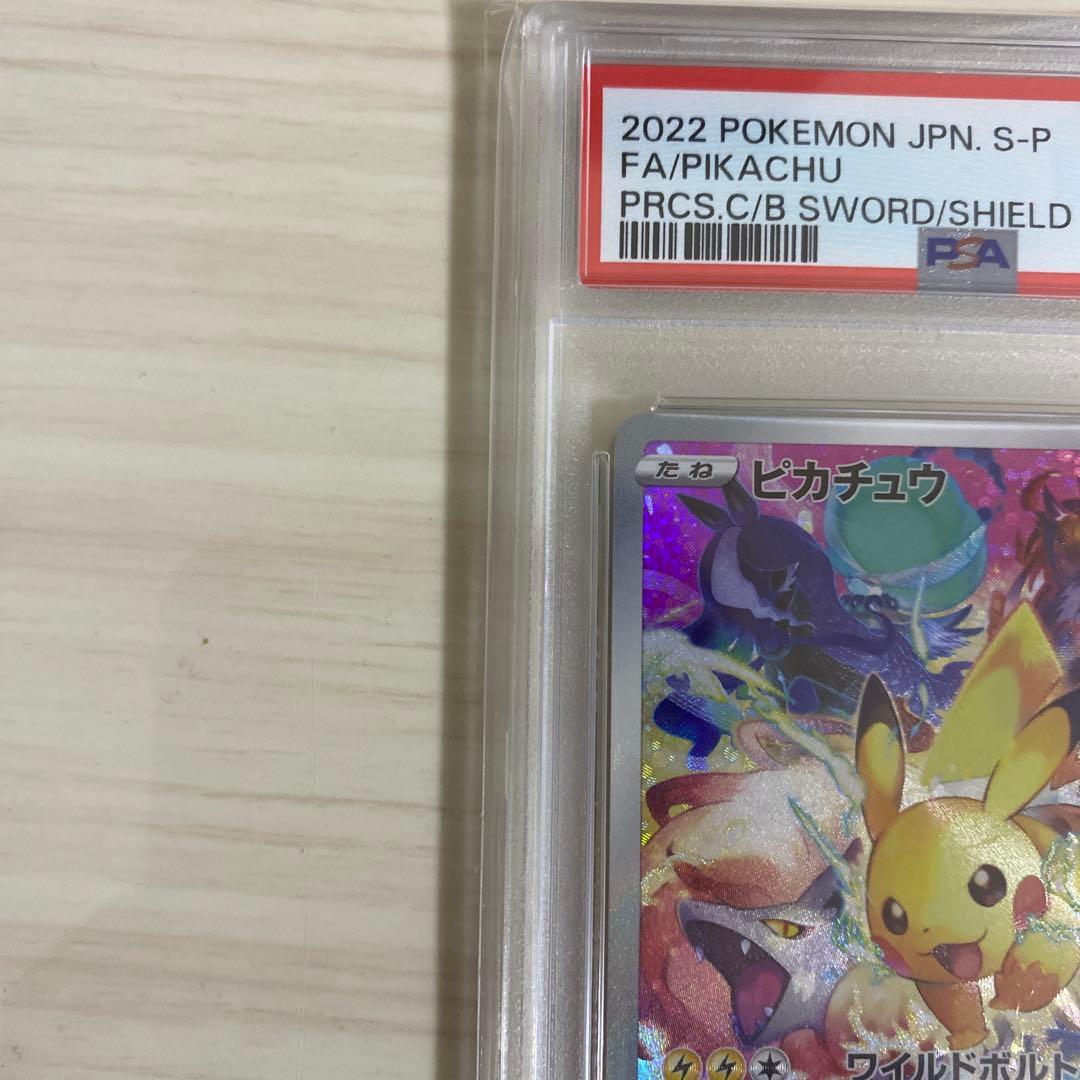 2022 POKEMON JPN. S-P
FA/PIKACHU
PRCS.C/B SWORD/SHIELD
PSA
たね ピカチュウ
ワイルドボルト